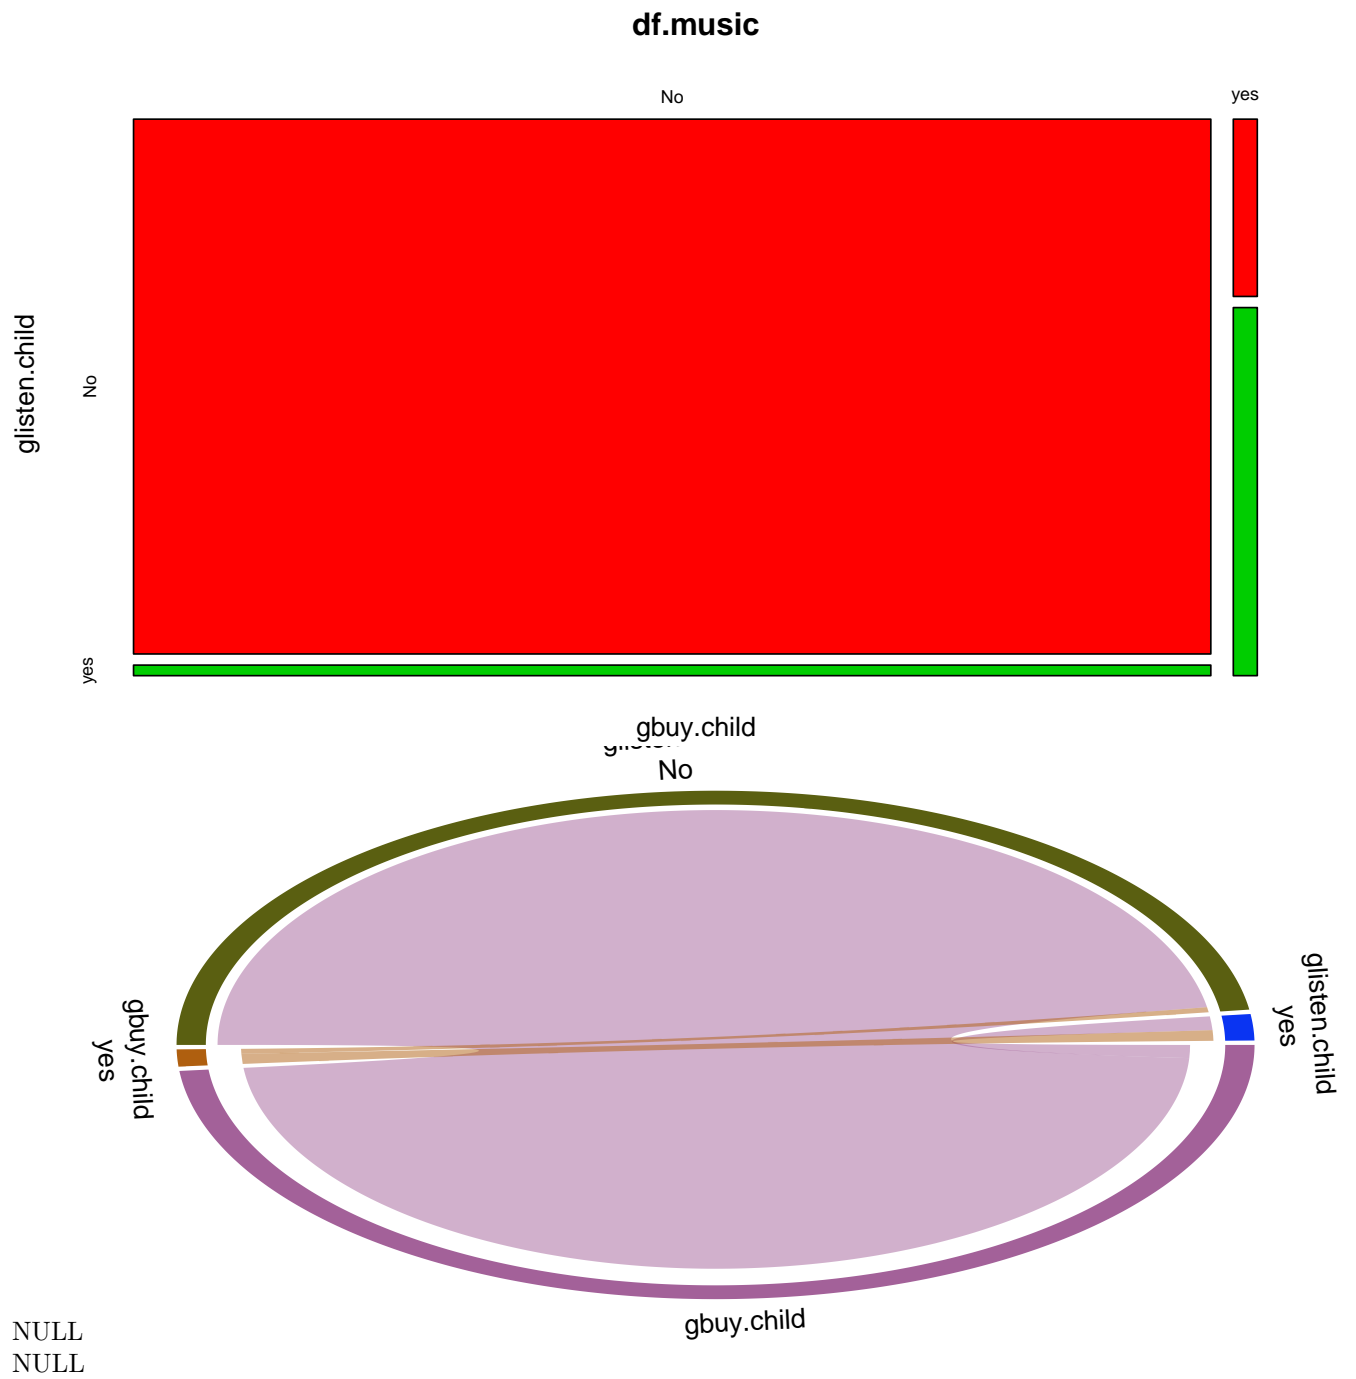 df.music
No
yes
glisten.child
No
yes
gbuy.child
No
glisten.child
yes
gbuy.child
yes
gbuy.child
NULL
NULL